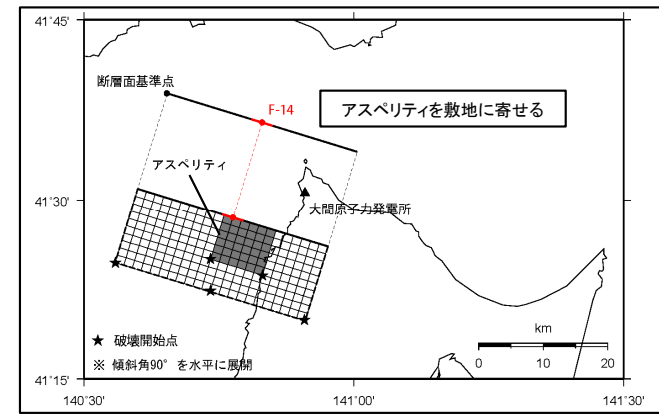 41°45'
断層面基準点
F-14
アスペリティを敷地に寄せる
アスペリティ
41°30'
大間原子力発電所
km
★ 破壊開始点
※ 傾斜角90° を水平に展開
0 10 20
41°15'
140°30' 141°00' 141°30'